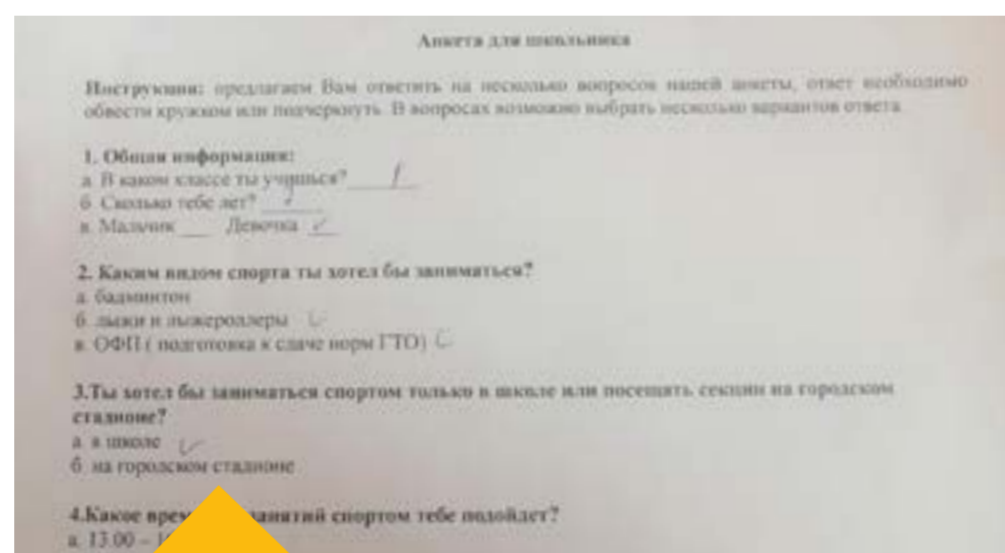 Анкета для школьника
Инструкция: предлагаем Вам ответить на несколько вопросов нашей анкеты, ответ необходимо
обвести кружком или подчеркнуть. В вопросах возможно выбрать несколько вариантов ответа.
1. Общая информация:
а. В каком классе ты учишься? 1
б. Сколько тебе лет?
в. Мальчик ___ Девочка ✓
2. Каким видом спорта ты хотел бы заниматься?
а. бадминтон
б. лыжи и лыжероллеры ✓
в. ОФП ( подготовка к сдаче норм ГТО) ✓
3.Ты хотел бы заниматься спортом только в школе или посещать секции на городском
стадионе?
а. в школе ✓
б. на городском стадионе
4.Какое занятий спортом тебе подойдет?
а. 13.00 –